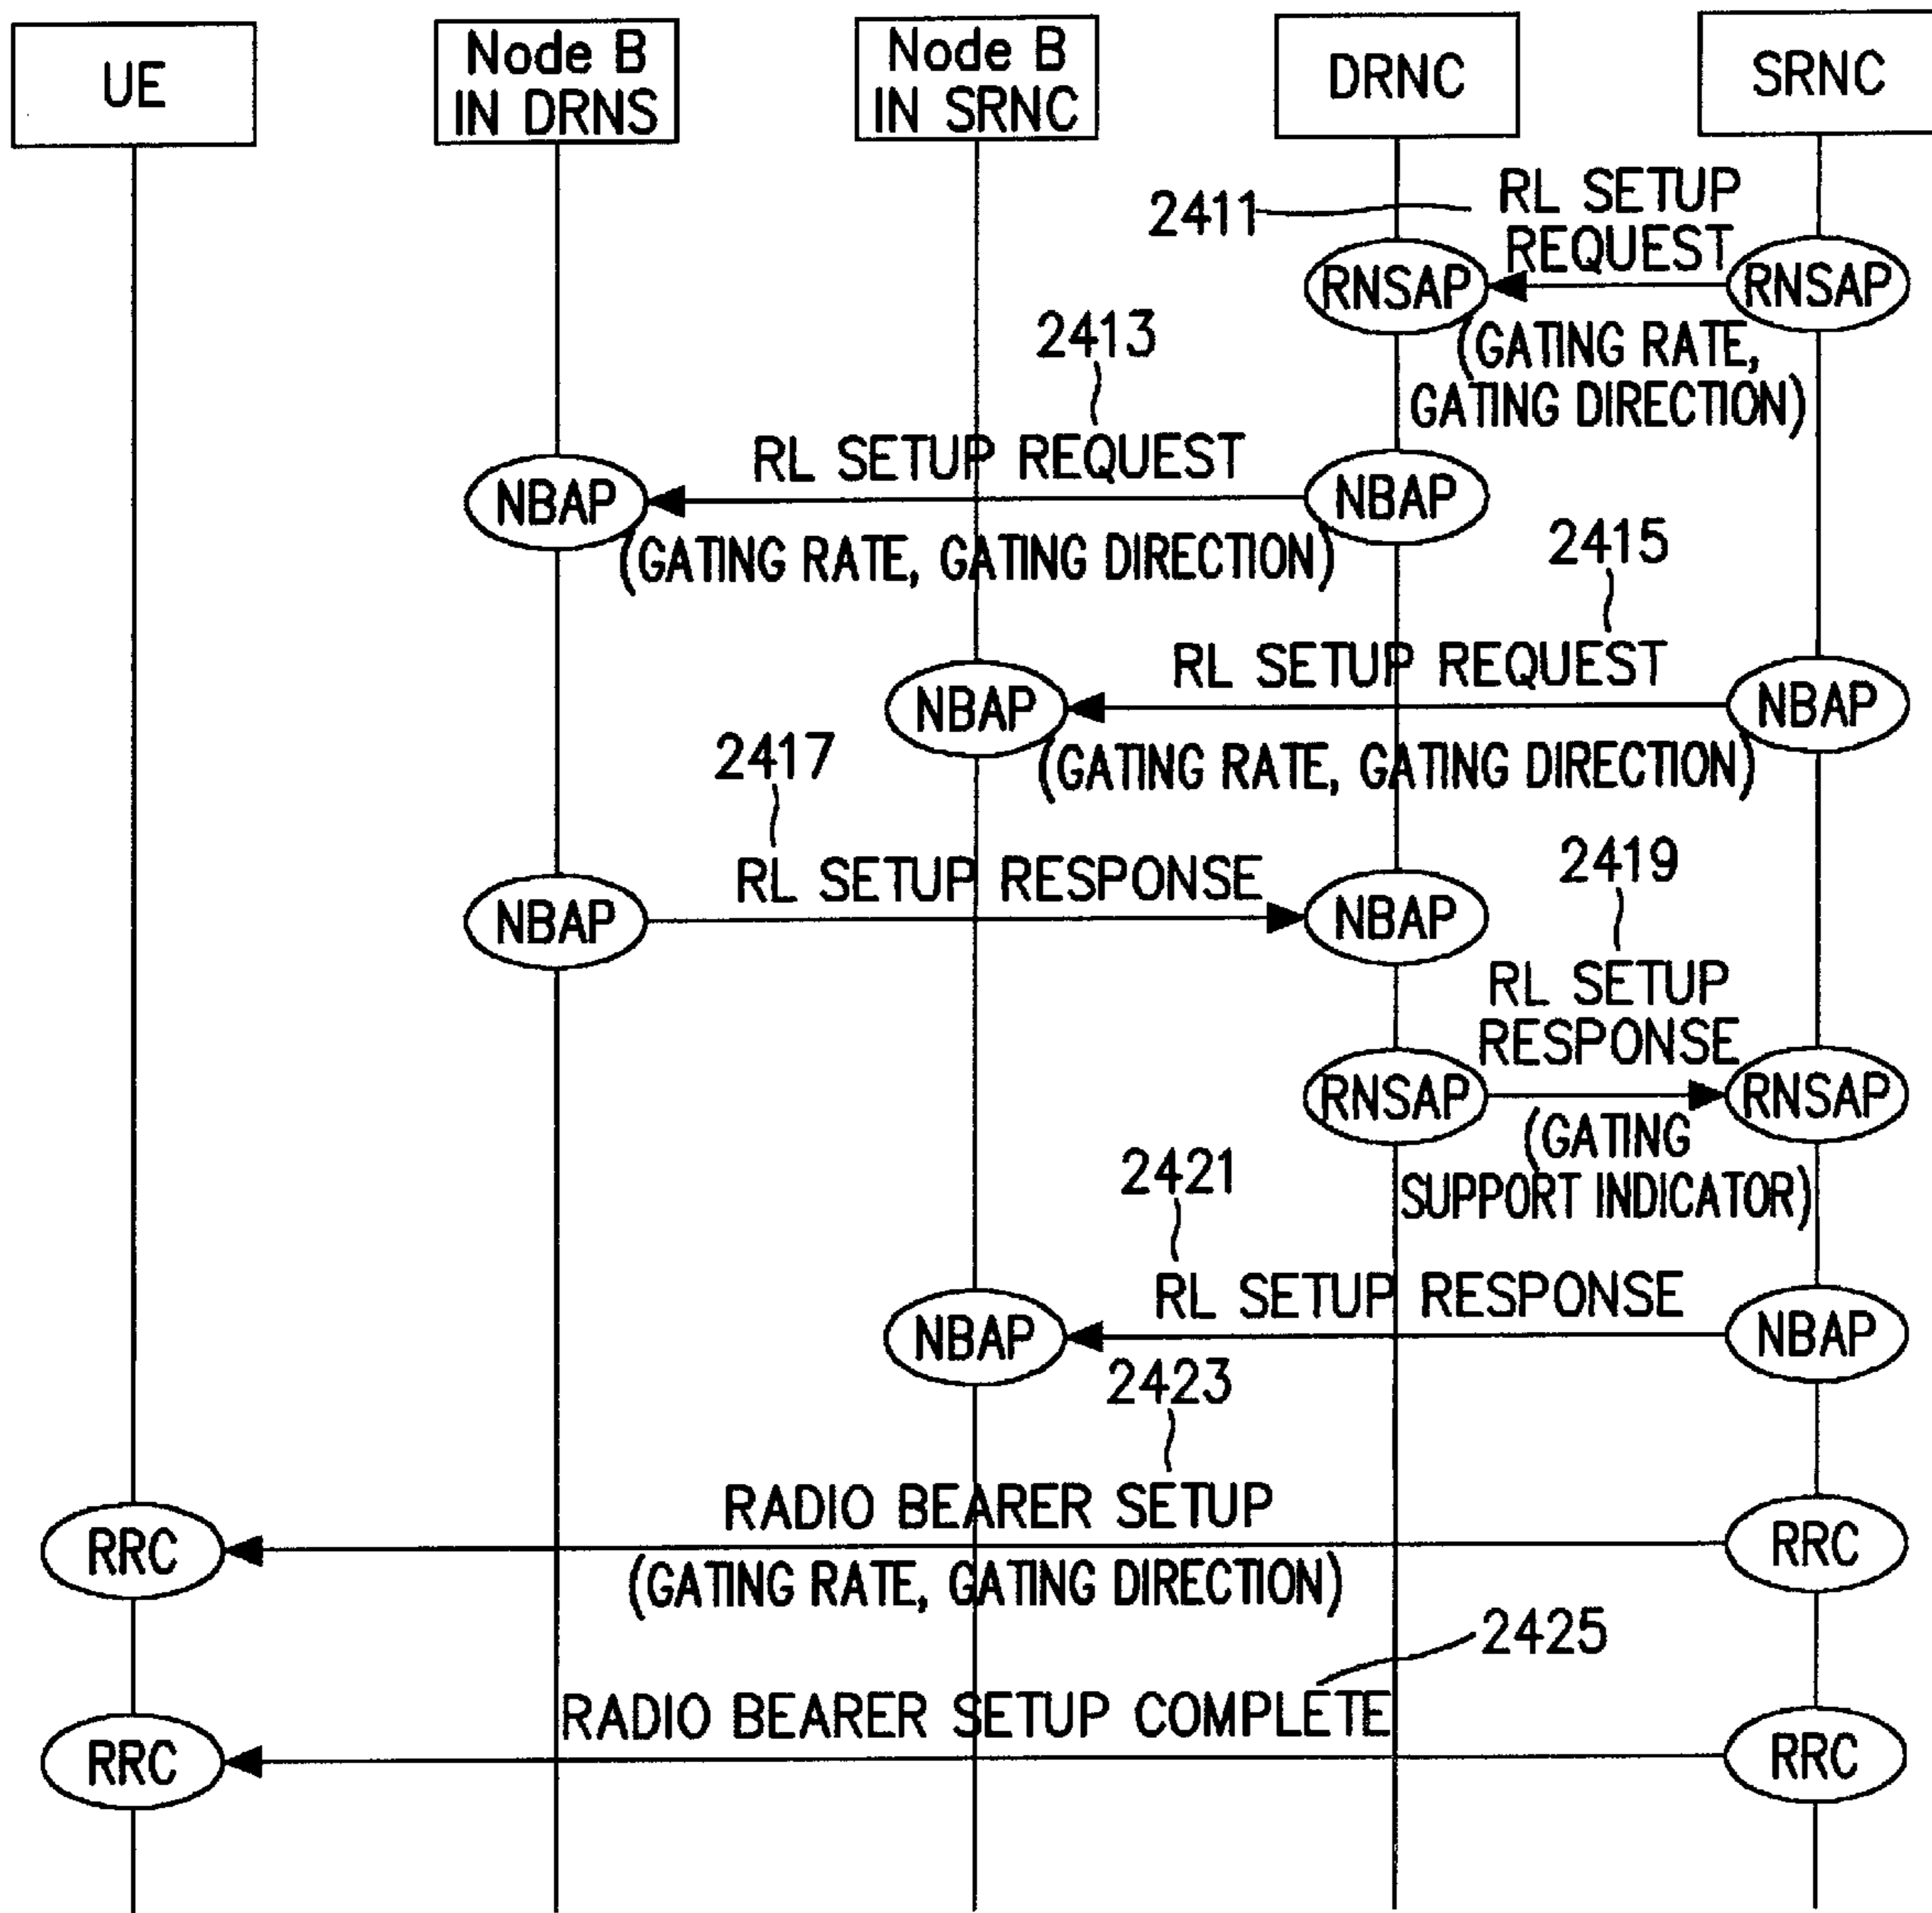 UE
Node B
IN DRNS
Node B
IN SRNC
DRNC
SRNC
2411
RL SETUP
REQUEST
RNSAP
RNSAP
(GATING RATE,
GATING DIRECTION)
2413
RL SETUP REQUEST
NBAP
NBAP
(GATING RATE, GATING DIRECTION)
2415
RL SETUP REQUEST
NBAP
NBAP
(GATING RATE, GATING DIRECTION)
2417
RL SETUP RESPONSE
NBAP
NBAP
2419
RL SETUP
RESPONSE
RNSAP
RNSAP
(GATING
SUPPORT INDICATOR)
2421
RL SETUP RESPONSE
NBAP
NBAP
2423
RADIO BEARER SETUP
RRC
RRC
(GATING RATE, GATING DIRECTION)
2425
RADIO BEARER SETUP COMPLETE
RRC
RRC